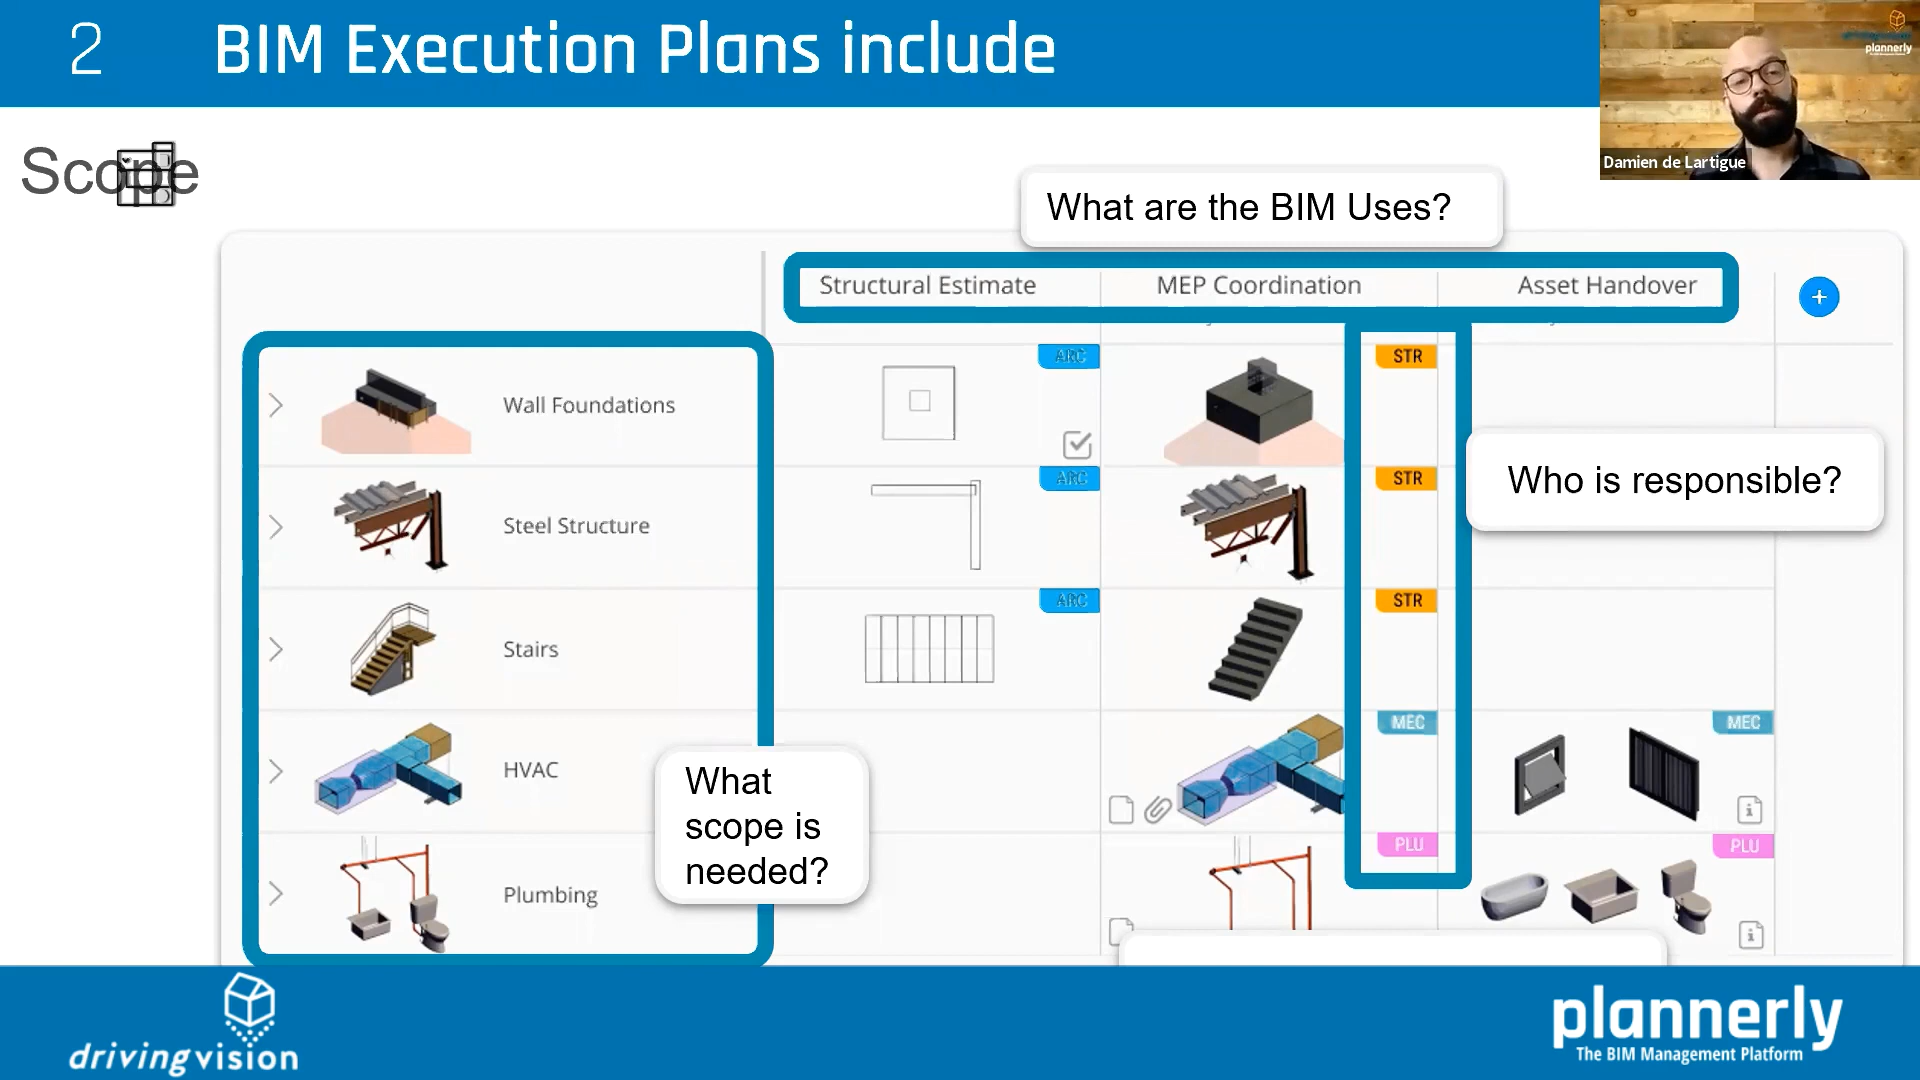 2 BIM Execution Plans include
plannerly
Damien de Lartigue
Scope
What are the BIM Uses?
Structural Estimate MEP Coordination Asset Handover
+
ARC STR
Wall Foundations
Who is responsible?
ARC STR
Steel Structure
ARC STR
Stairs
MEC MEC
HVAC
What
scope is
needed?
PLU PLU
Plumbing
drivingvision
plannerly
The BIM Management Platform